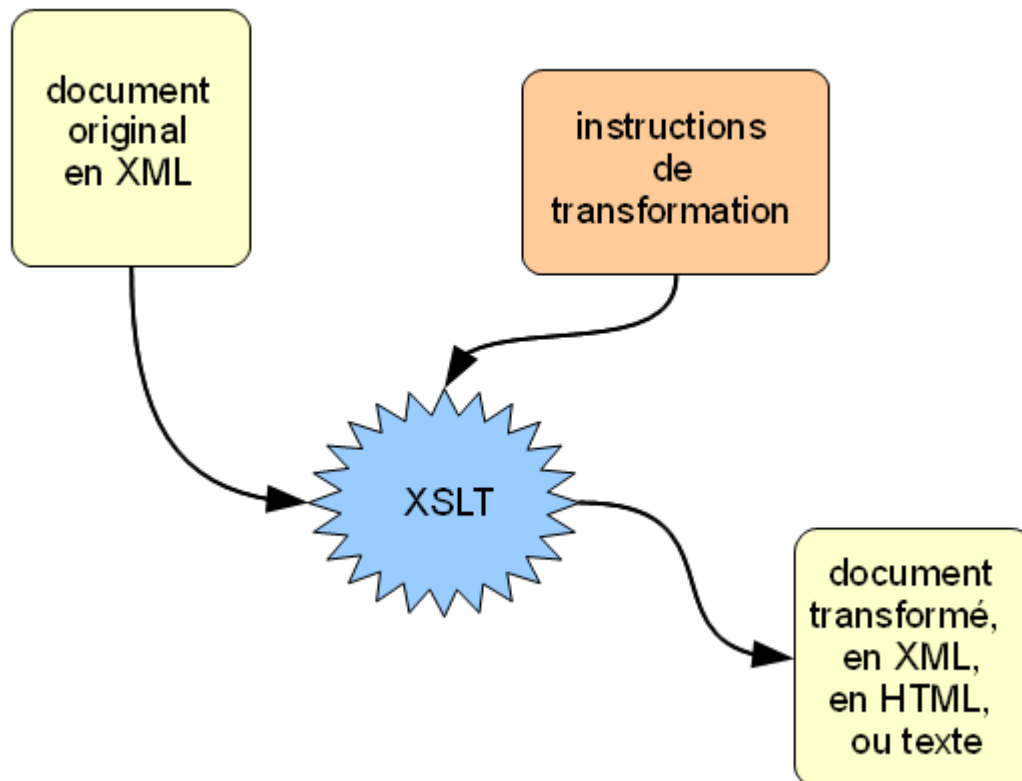 document
original
en XML
instructions
de
transformation
XSLT
document
transformé,
en XML,
en HTML,
ou texte